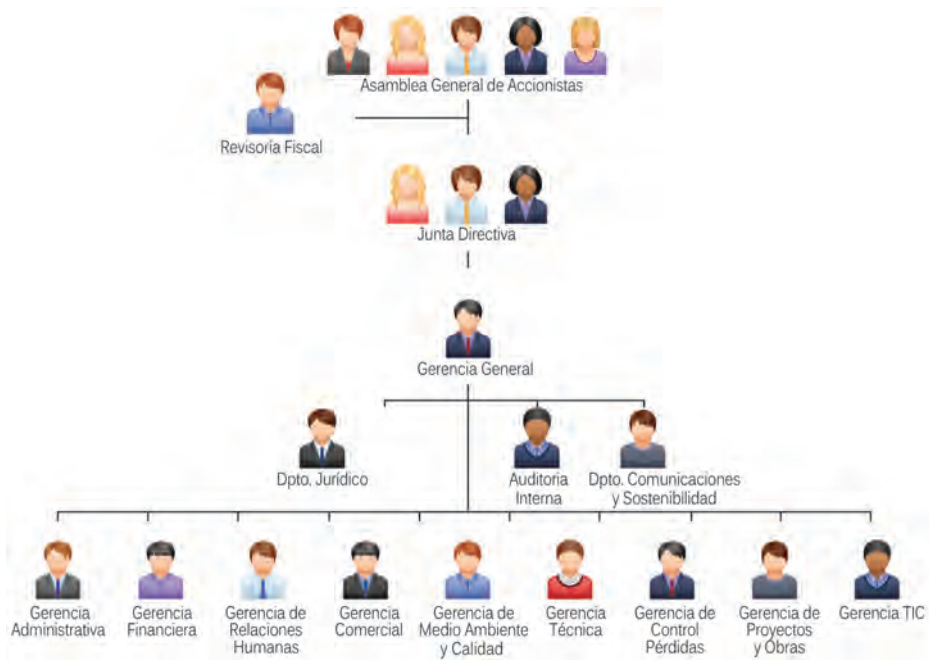 Asamblea General de Accionistas
Revisoría Fiscal
Junta Directiva
Gerencia General
Dpto. Jurídico
Auditoria
Interna
Dpto. Comunicaciones
y Sostenibilidad
Gerencia
Administrativa
Gerencia
Financiera
Gerencia de
Relaciones
Humanas
Gerencia
Comercial
Gerencia de
Medio Ambiente
y Calidad
Gerencia
Técnica
Gerencia de
Control
Pérdidas
Gerencia de
Proyectos
y Obras
Gerencia TIC